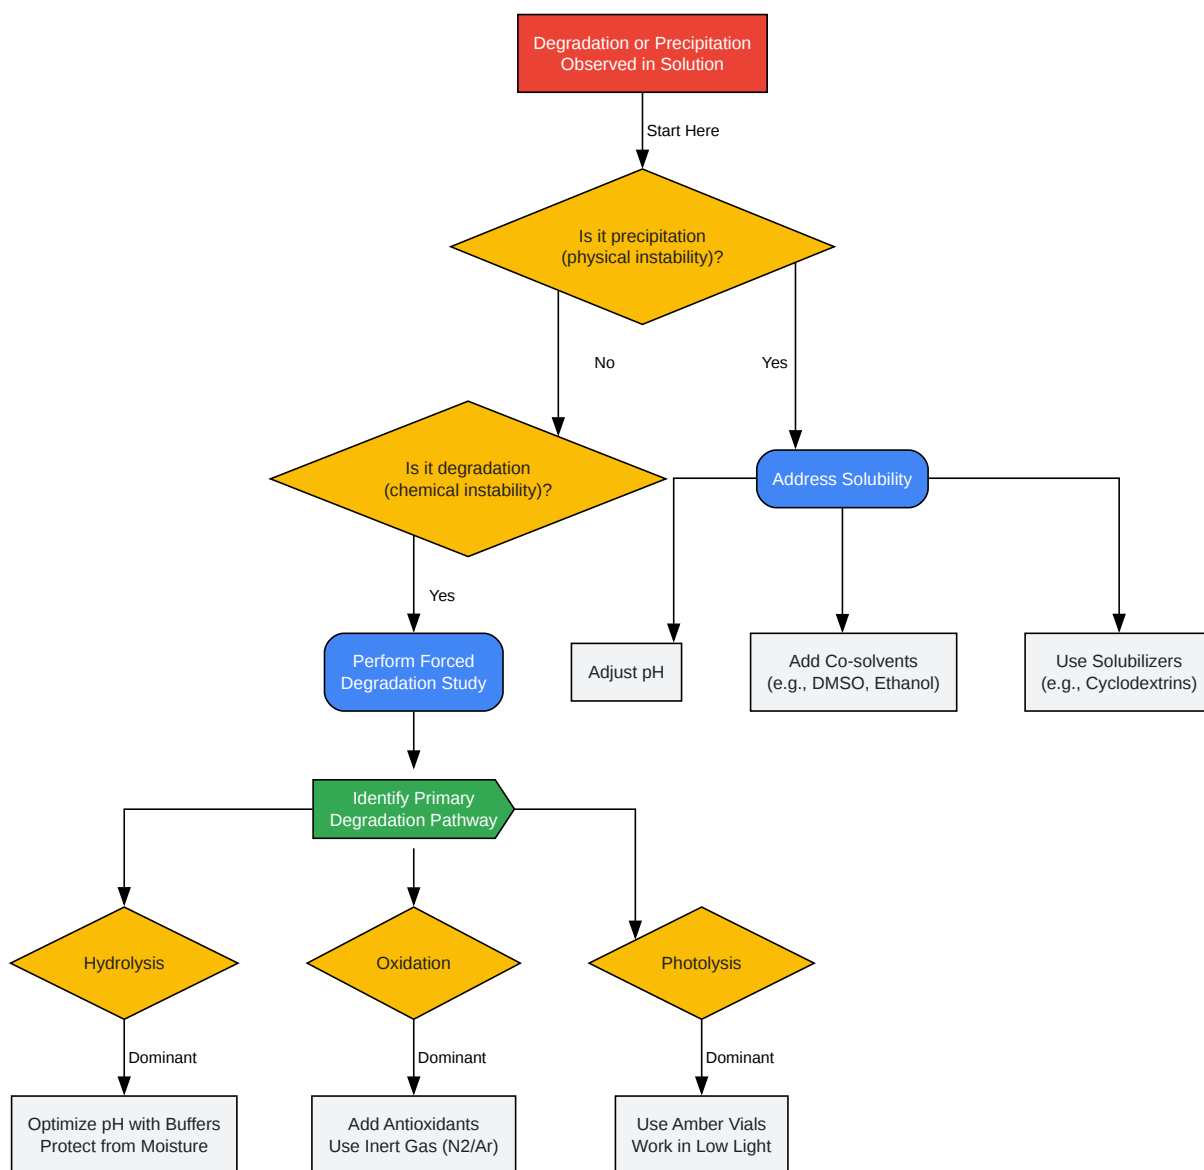 Degradation or Precipitation
Observed in Solution
Start Here
Is it precipitation
(physical instability)?
No
Yes
Is it degradation
(chemical instability)?
Address Solubility
Yes
Perform Forced
Degradation Study
Adjust pH
Add Co-solvents
(e.g., DMSO, Ethanol)
Use Solubilizers
(e.g., Cyclodextrins)
Identify Primary
Degradation Pathway
Hydrolysis
Oxidation
Photolysis
Dominant
Dominant
Dominant
Optimize pH with Buffers
Protect from Moisture
Add Antioxidants
Use Inert Gas (N2/Ar)
Use Amber Vials
Work in Low Light